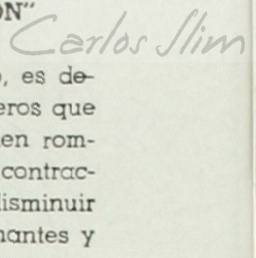 ON"
Carlos Slim
, es de-
eros que
en rom-
contrac-
disminuir
nantes y